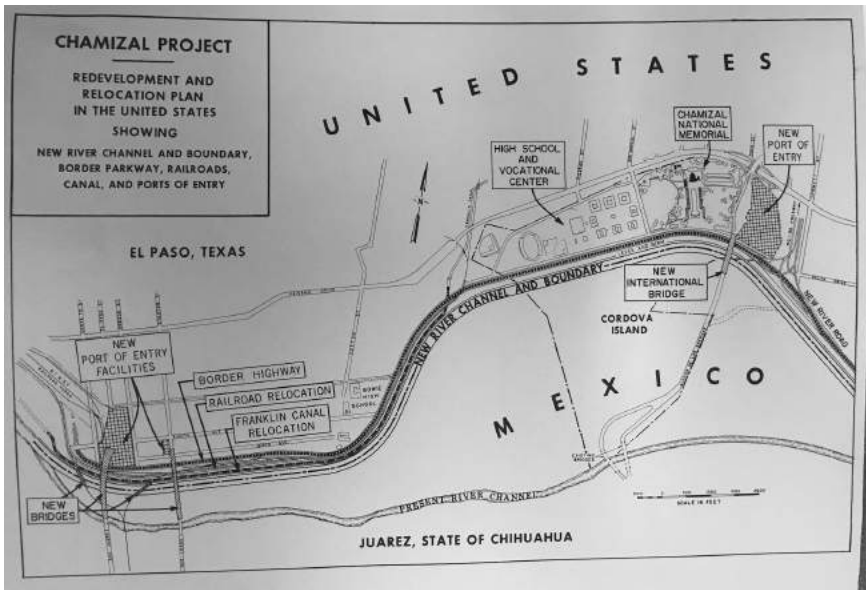 CHAMIZAL PROJECT
REDEVELOPMENT AND
RELOCATION PLAN
IN THE UNITED STATES
SHOWING
NEW RIVER CHANNEL AND BOUNDARY,
BORDER PARKWAY, RAILROADS,
CANAL, AND PORTS OF ENTRY
UNITED STATES
CHAMIZAL
NATIONAL
MEMORIAL
NEW
PORT OF
ENTRY
HIGH SCHOOL
AND
VOCATIONAL
CENTER
EL PASO, TEXAS
NEW RIVER CHANNEL AND BOUNDARY
NEW
INTERNATIONAL
BRIDGE
NEW RIVER ROAD
CORDOVA
ISLAND
NEW
PORT OF ENTRY
FACILITIES
BORDER HIGHWAY
RAILROAD RELOCATION
FRANKLIN CANAL
RELOCATION
BOWIE
HIGH
SCHOOL
MEXICO
NEW
BRIDGES
PRESENT RIVER CHANNEL
SCALE IN FEET
JUAREZ, STATE OF CHIHUAHUA